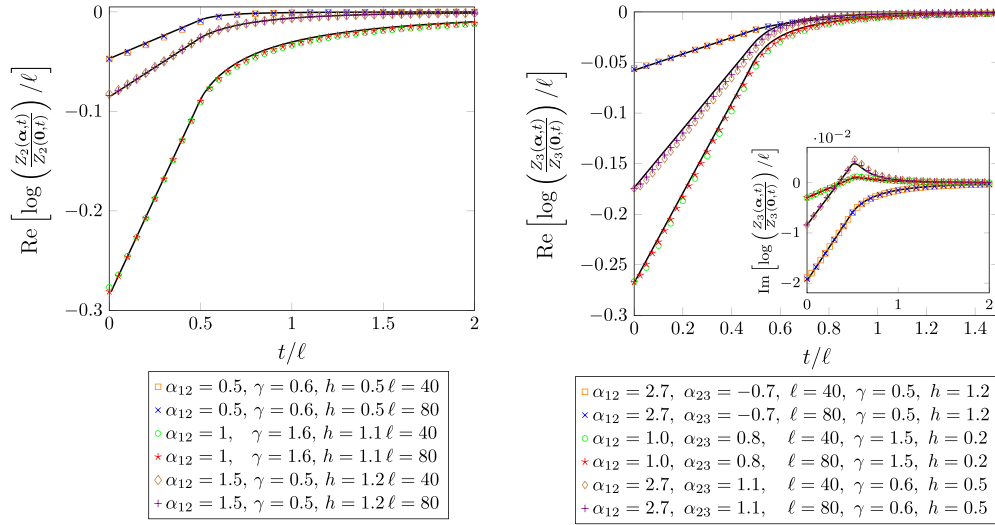 0
−0.1
−0.2
−0.3
0
0.5
1
1.5
2
Re [ log ( Z2(α,t) / Z2(0,t) ) /ℓ ]
t/ℓ
α12 = 0.5, γ = 0.6, h = 0.5 ℓ = 40
α12 = 0.5, γ = 0.6, h = 0.5 ℓ = 80
α12 = 1, γ = 1.6, h = 1.1 ℓ = 40
α12 = 1, γ = 1.6, h = 1.1 ℓ = 80
α12 = 1.5, γ = 0.5, h = 1.2 ℓ = 40
α12 = 1.5, γ = 0.5, h = 1.2 ℓ = 80
0
−0.05
−0.1
−0.15
−0.2
−0.25
−0.3
0
0.2
0.4
0.6
0.8
1
1.2
1.4
Re [ log ( Z3(α,t) / Z3(0,t) ) /ℓ ]
t/ℓ
·10−2
0
−1
−2
0
1
2
Im [ log ( Z3(α,t) / Z3(0,t) ) /ℓ ]
α12 = 2.7, α23 = −0.7, ℓ = 40, γ = 0.5, h = 1.2
α12 = 2.7, α23 = −0.7, ℓ = 80, γ = 0.5, h = 1.2
α12 = 1.0, α23 = 0.8, ℓ = 40, γ = 1.5, h = 0.2
α12 = 1.0, α23 = 0.8, ℓ = 80, γ = 1.5, h = 0.2
α12 = 2.7, α23 = 1.1, ℓ = 40, γ = 0.6, h = 0.5
α12 = 2.7, α23 = 1.1, ℓ = 80, γ = 0.6, h = 0.5